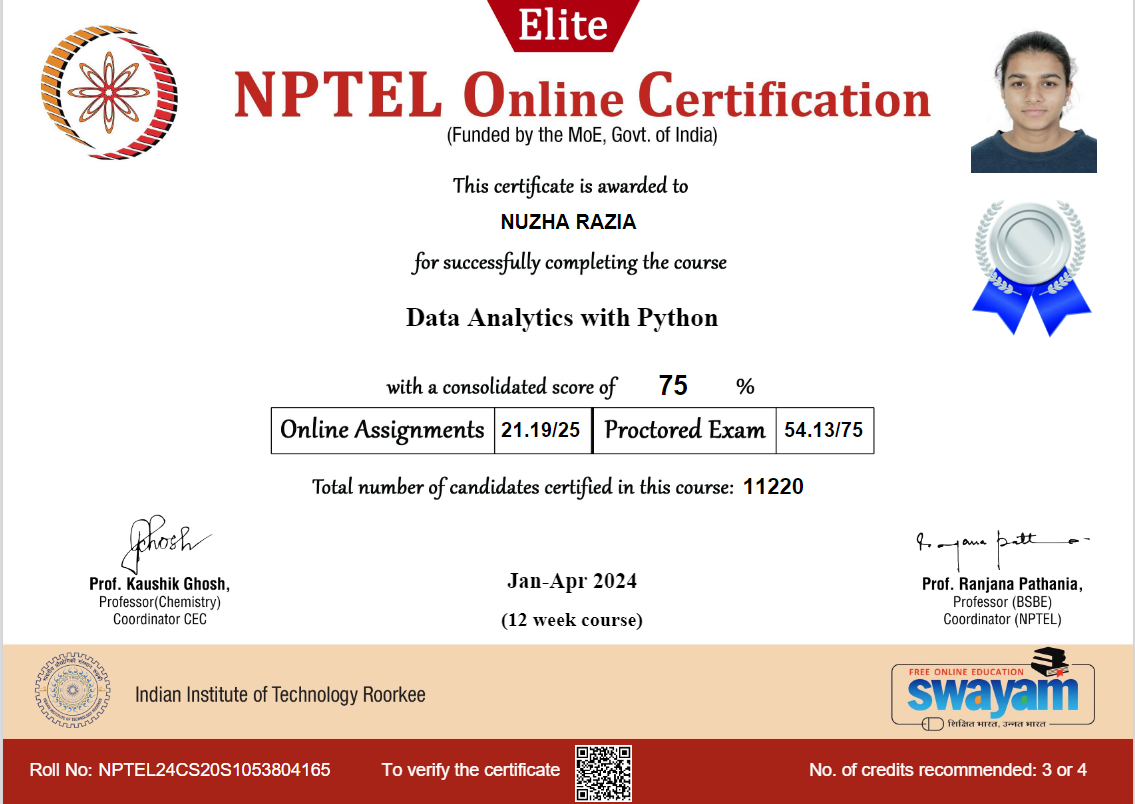 Elite
NPTEL Online Certification
(Funded by the MoE, Govt. of India)
This certificate is awarded to
NUZHA RAZIA
for successfully completing the course
Data Analytics with Python
with a consolidated score of 75 %
Online Assignments 21.19/25 Proctored Exam 54.13/75
Total number of candidates certified in this course: 11220
Ghosh
Prof. Kaushik Ghosh,
Professor(Chemistry)
Coordinator CEC
Jan-Apr 2024
(12 week course)
Prof. Ranjana Pathania,
Professor (BSBE)
Coordinator (NPTEL)
Indian Institute of Technology Roorkee
FREE ONLINE EDUCATION
swayam
शिक्षित भारत, उन्नत भारत
Roll No: NPTEL24CS20S1053804165
To verify the certificate
No. of credits recommended: 3 or 4